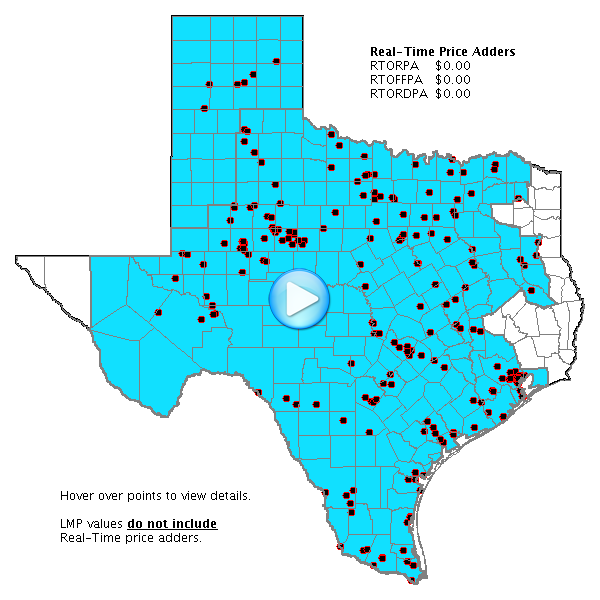 Real-Time Price Adders
RTORPA $0.00
RTOFFPA $0.00
RTORDPA $0.00
Hover over points to view details.
LMP values do not include
Real-Time price adders.